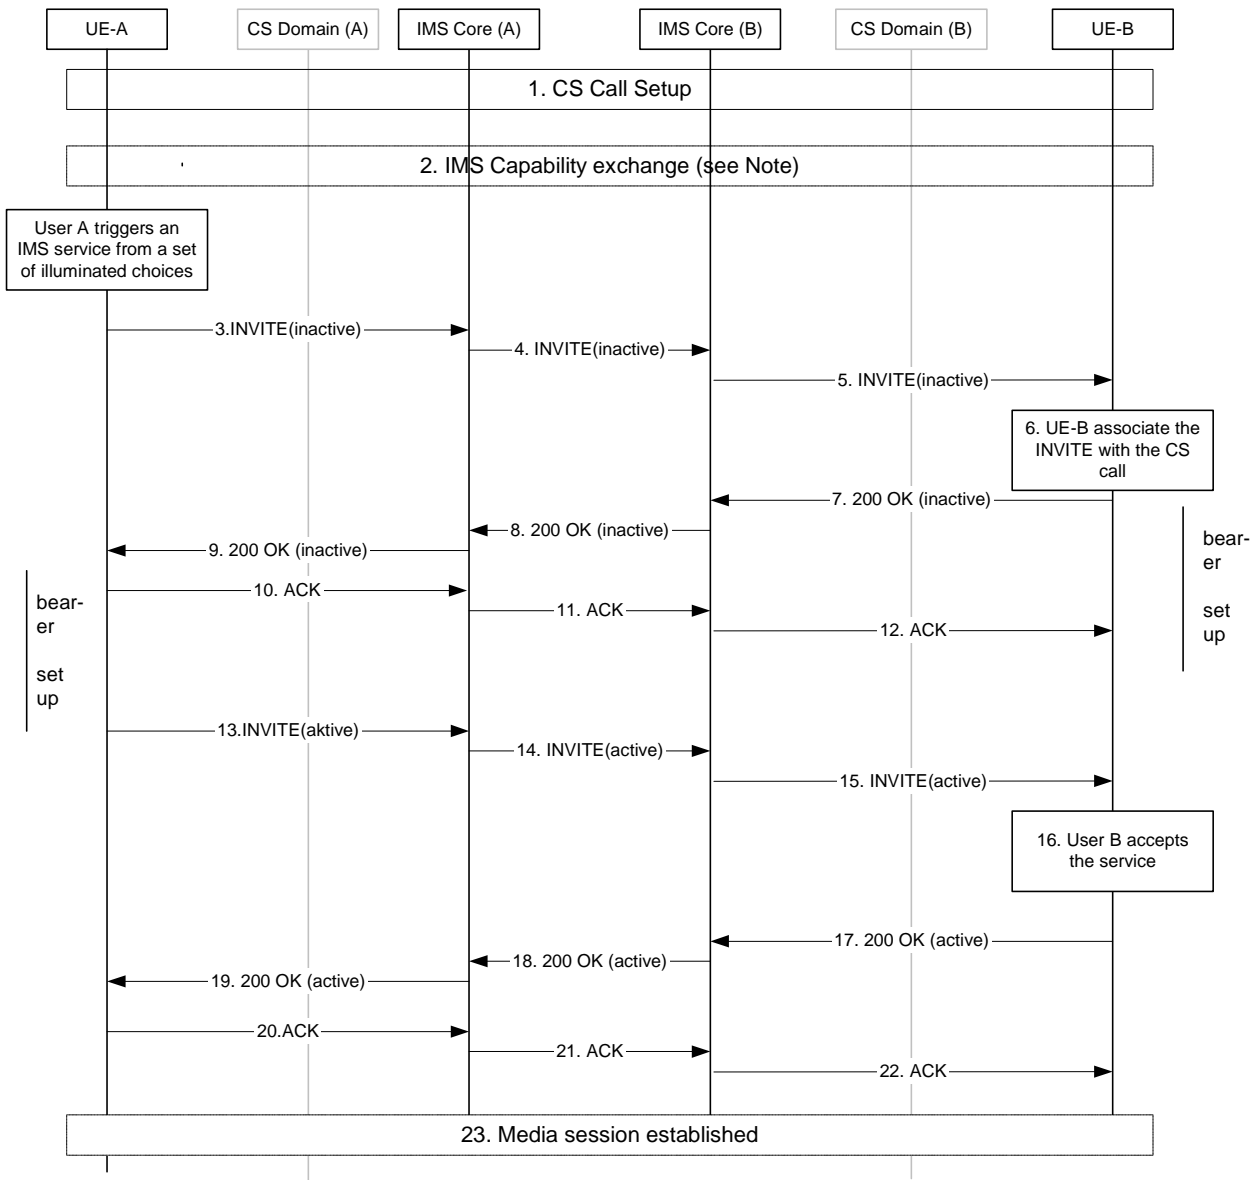 UE-A
CS Domain (A)
IMS Core (A)
IMS Core (B)
CS Domain (B)
UE-B
1. CS Call Setup
2. IMS Capability exchange (see Note)
User A triggers an
IMS service from a set
of illuminated choices
3.INVITE(inactive)
4. INVITE(inactive)
5. INVITE(inactive)
6. UE-B associate the
INVITE with the CS
call
7. 200 OK (inactive)
8. 200 OK (inactive)
9. 200 OK (inactive)
bear-
er
set
up
10. ACK
11. ACK
12. ACK
bear-
er
set
up
13.INVITE(aktive)
14. INVITE(active)
15. INVITE(active)
16. User B accepts
the service
17. 200 OK (active)
18. 200 OK (active)
19. 200 OK (active)
20.ACK
21. ACK
22. ACK
23. Media session established